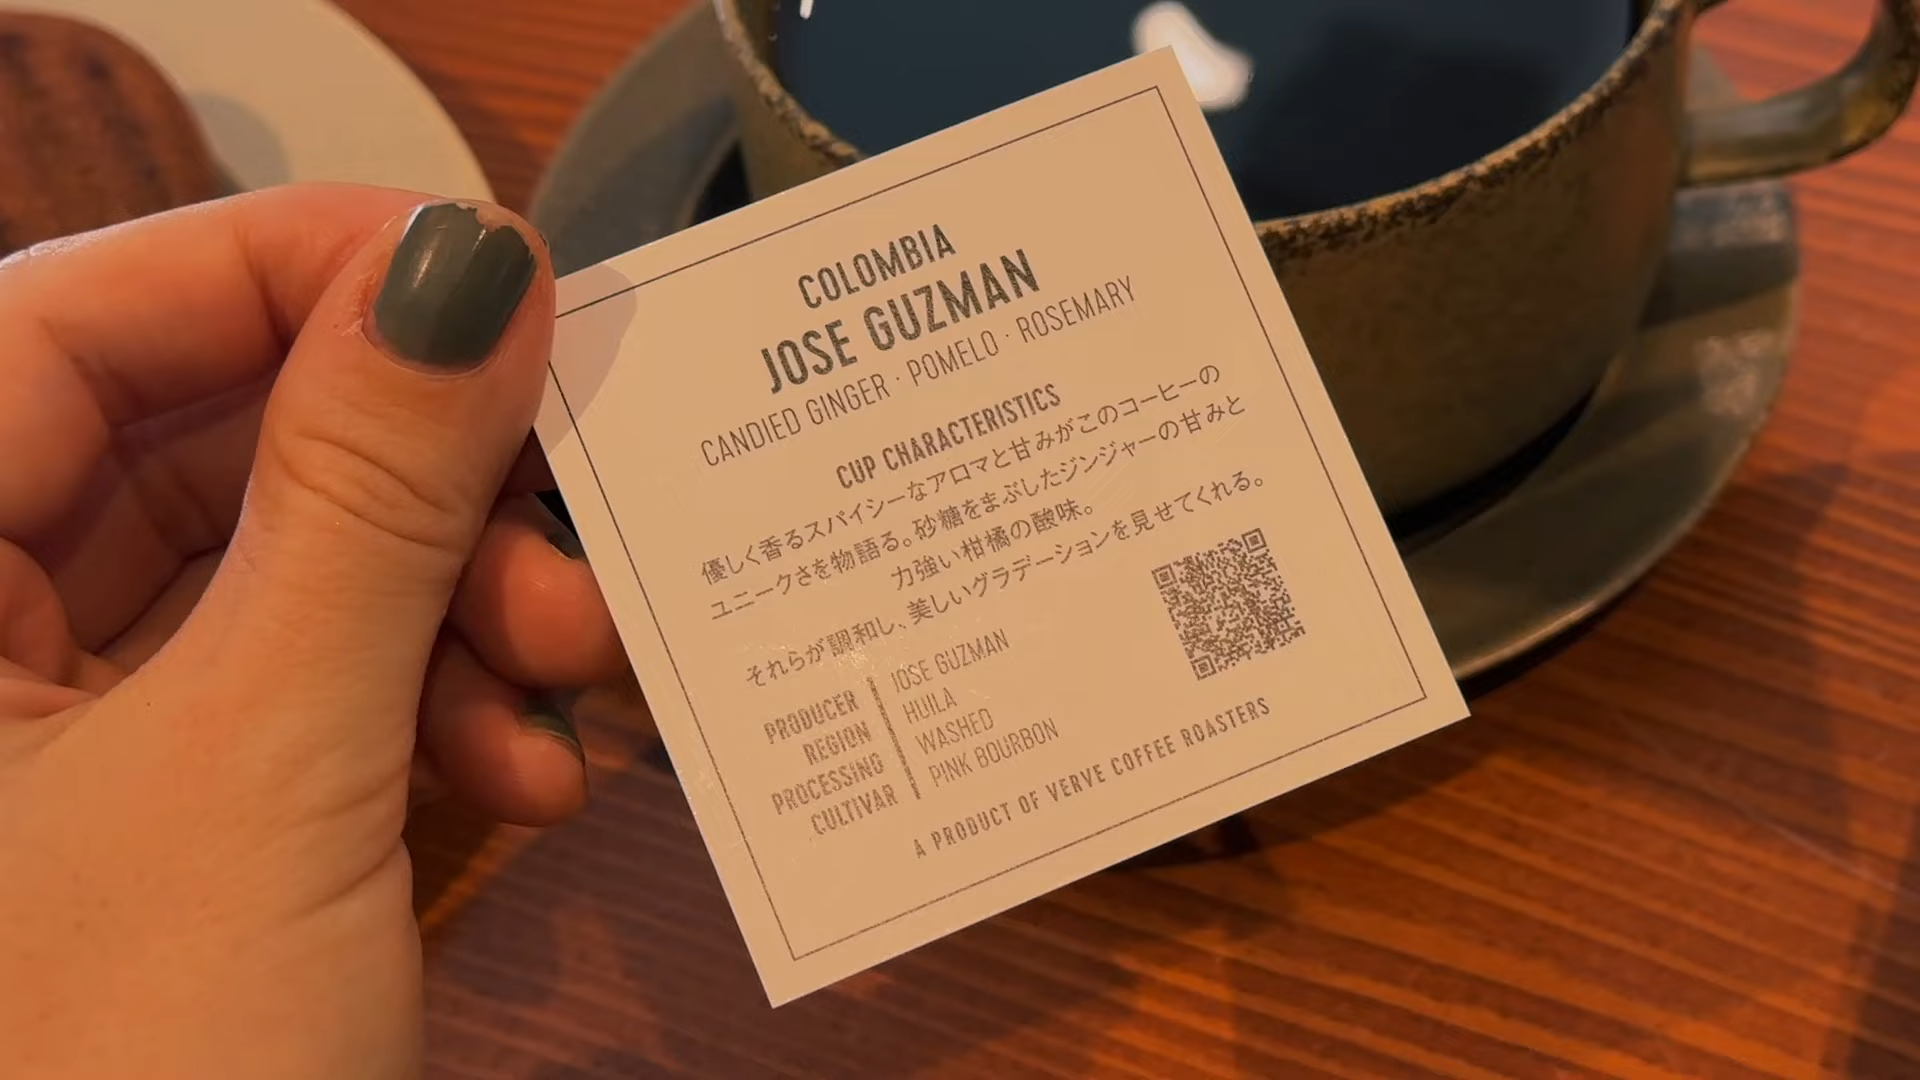 COLOMBIA
JOSE GUZMAN
CANDIED GINGER · POMELO · ROSEMARY
CUP CHARACTERISTICS
優しく香るスパイシーなアロマと甘みがこのコーヒーの
ユニークさを物語る。砂糖をまぶしたジンジャーの甘みと
力強い柑橘の酸味。
それらが調和し、美しいグラデーションを見せてくれる。
PRODUCER JOSE GUZMAN
REGION HUILA
PROCESSING WASHED
CULTIVAR PINK BOURBON
A PRODUCT OF VERVE COFFEE ROASTERS